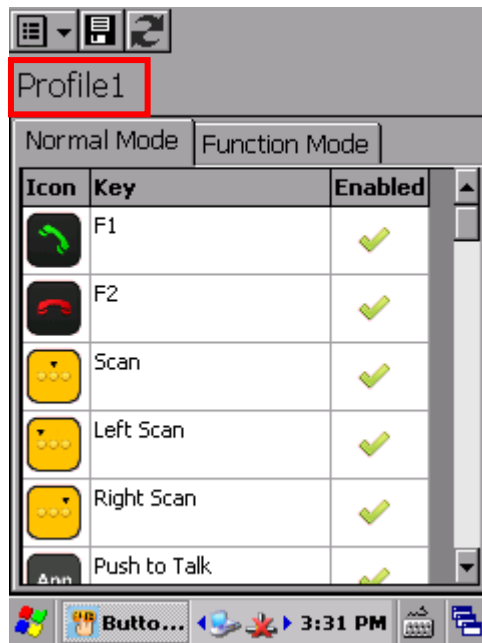 Profile1
Normal Mode Function Mode
Icon Key Enabled
F1
F2
Scan
Left Scan
Right Scan
App Push to Talk
Butto... 3:31 PM